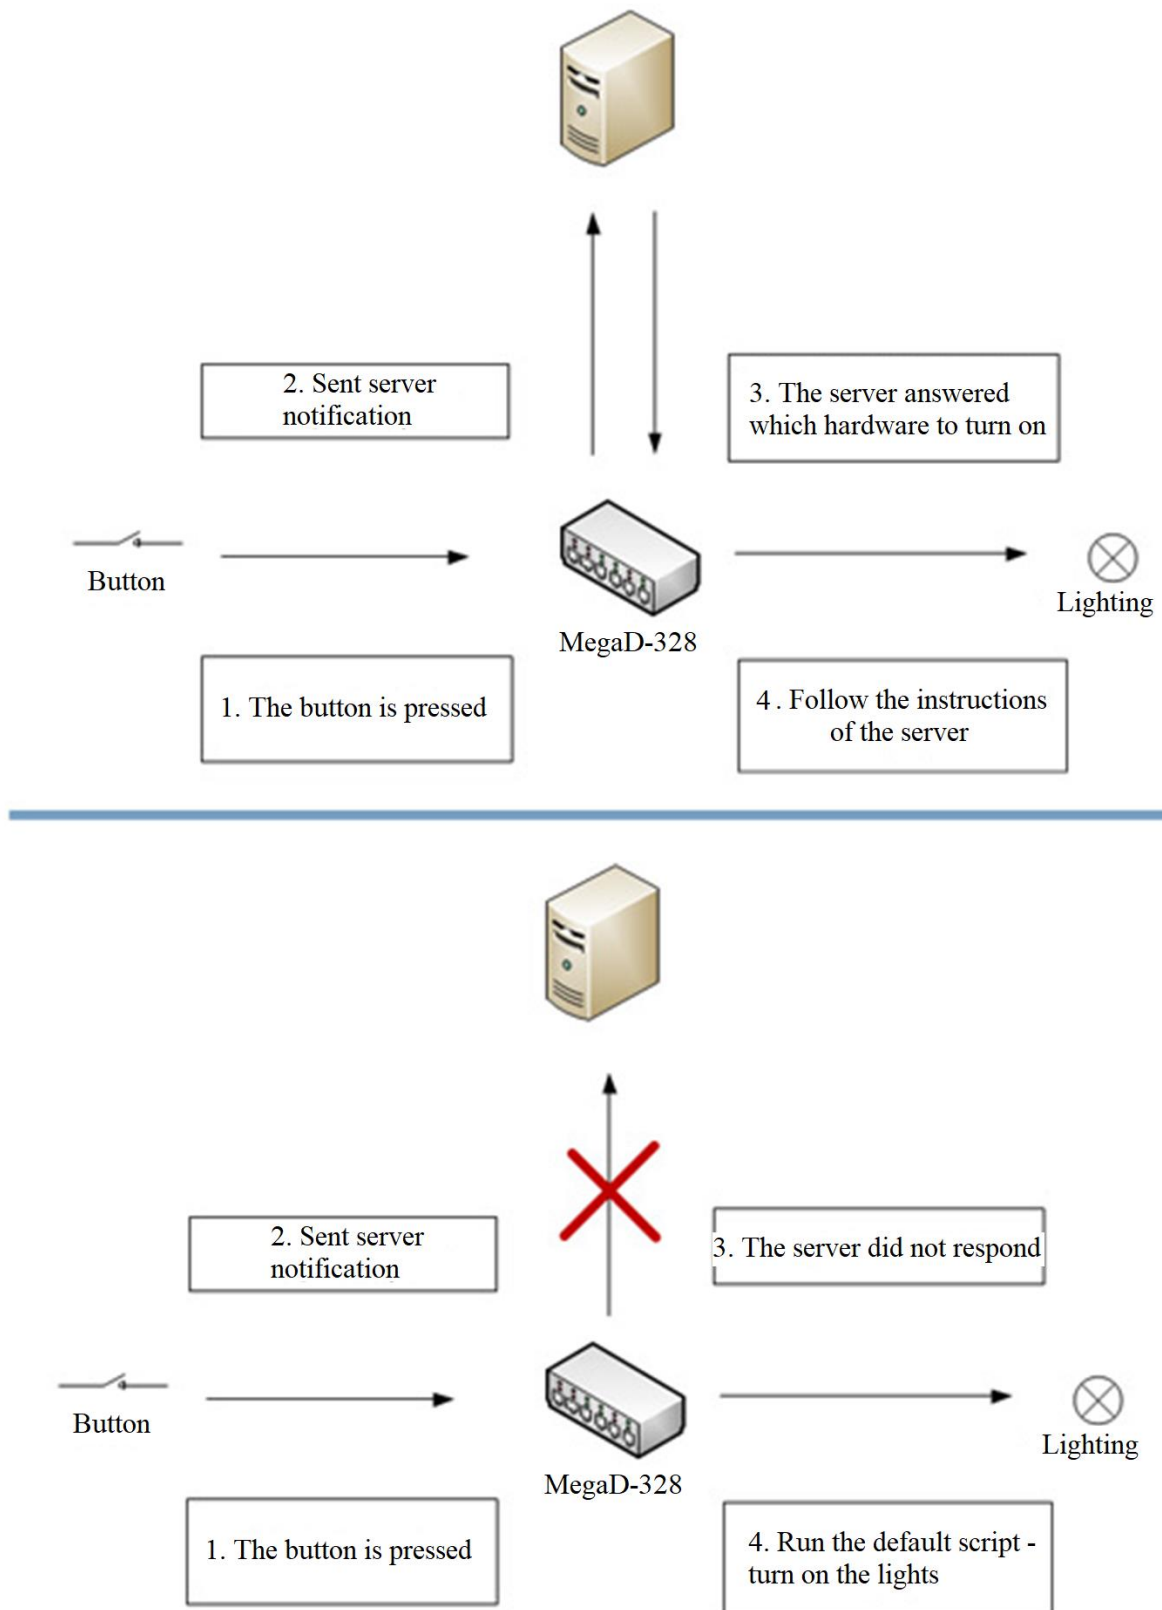 2. Sent server
notification
3. The server answered
which hardware to turn on
Button
MegaD-328
Lighting
1. The button is pressed
4. Follow the instructions
of the server
2. Sent server
notification
3. The server did not respond
Button
MegaD-328
Lighting
1. The button is pressed
4. Run the default script -
turn on the lights